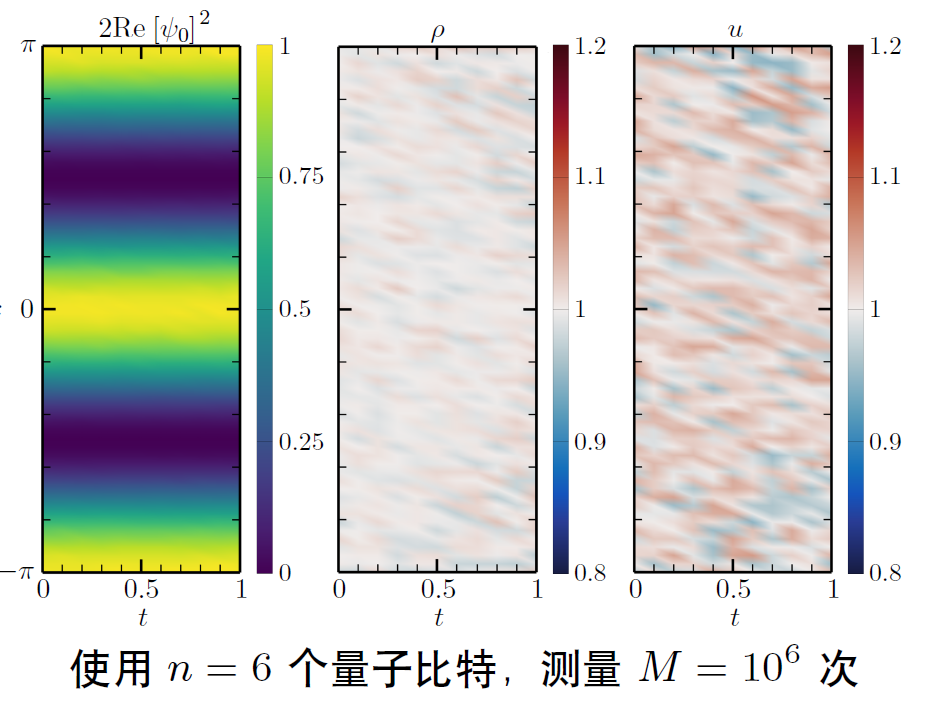 2Re [ψ₀]² ρ u
π 1 1.2 1.2
0.75 1.1 1.1
0 0.5 1 1
0.25 0.9 0.9
−π 0 0.8 0.8
0 0.5 1 0 0.5 1 0 0.5 1
t t t
使用 n = 6 个量子比特，测量 M = 10⁶ 次